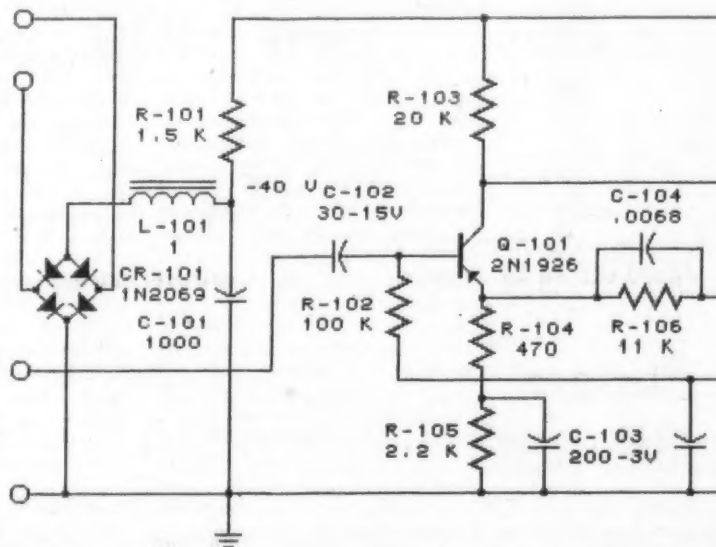 R-101
1.5 K
R-103
20 K
-40 V
C-102
30-15V
C-104
.0068
L-101
1
Q-101
2N1926
CR-101
1N2069
R-102
100 K
C-101
1000
R-104
470
R-106
11 K
R-105
2.2 K
C-103
200-3V